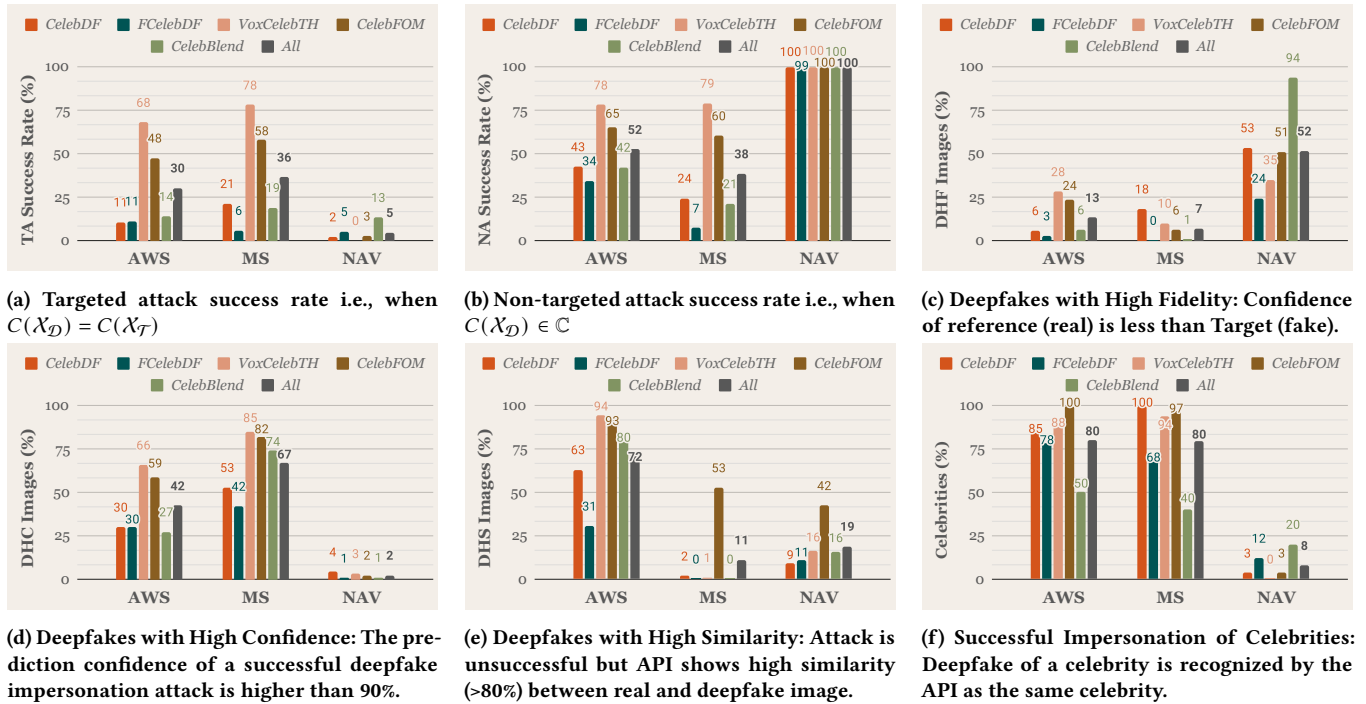 CelebDF FCelebDF VoxCelebTH CelebFOM
CelebBlend All
TA Success Rate (%)
100
75
50
25
0
11 11 68 48 14 30
21 6 78 58 19 36
2 5 0 3 13 5
AWS MS NAV
(a) Targeted attack success rate i.e., when
C(X_D) = C(X_T)
CelebDF FCelebDF VoxCelebTH CelebFOM
CelebBlend All
NA Success Rate (%)
100
75
50
25
0
43 34 78 65 42 52
24 7 79 60 21 38
100 99 100 100 100 100
AWS MS NAV
(b) Non-targeted attack success rate i.e., when
C(X_D) ∈ ℂ
CelebDF FCelebDF VoxCelebTH CelebFOM
CelebBlend All
DHF Images (%)
100
75
50
25
0
6 3 28 24 6 13
18 0 10 6 1 7
53 24 35 51 94 52
AWS MS NAV
(c) Deepfakes with High Fidelity: Confidence
of reference (real) is less than Target (fake).
CelebDF FCelebDF VoxCelebTH CelebFOM
CelebBlend All
DHC Images (%)
100
75
50
25
0
30 30 66 59 27 42
53 42 85 82 74 67
4 1 3 2 1 2
AWS MS NAV
(d) Deepfakes with High Confidence: The pre-
diction confidence of a successful deepfake
impersonation attack is higher than 90%.
CelebDF FCelebDF VoxCelebTH CelebFOM
CelebBlend All
DHS Images (%)
100
75
50
25
0
63 31 94 93 80 72
2 0 1 53 0 11
9 11 16 42 16 19
AWS MS NAV
(e) Deepfakes with High Similarity: Attack is
unsuccessful but API shows high similarity
(>80%) between real and deepfake image.
CelebDF FCelebDF VoxCelebTH CelebFOM
CelebBlend All
Celebrities (%)
100
75
50
25
0
85 78 88 100 50 80
100 68 94 97 40 80
3 12 0 3 20 8
AWS MS NAV
(f) Successful Impersonation of Celebrities:
Deepfake of a celebrity is recognized by the
API as the same celebrity.